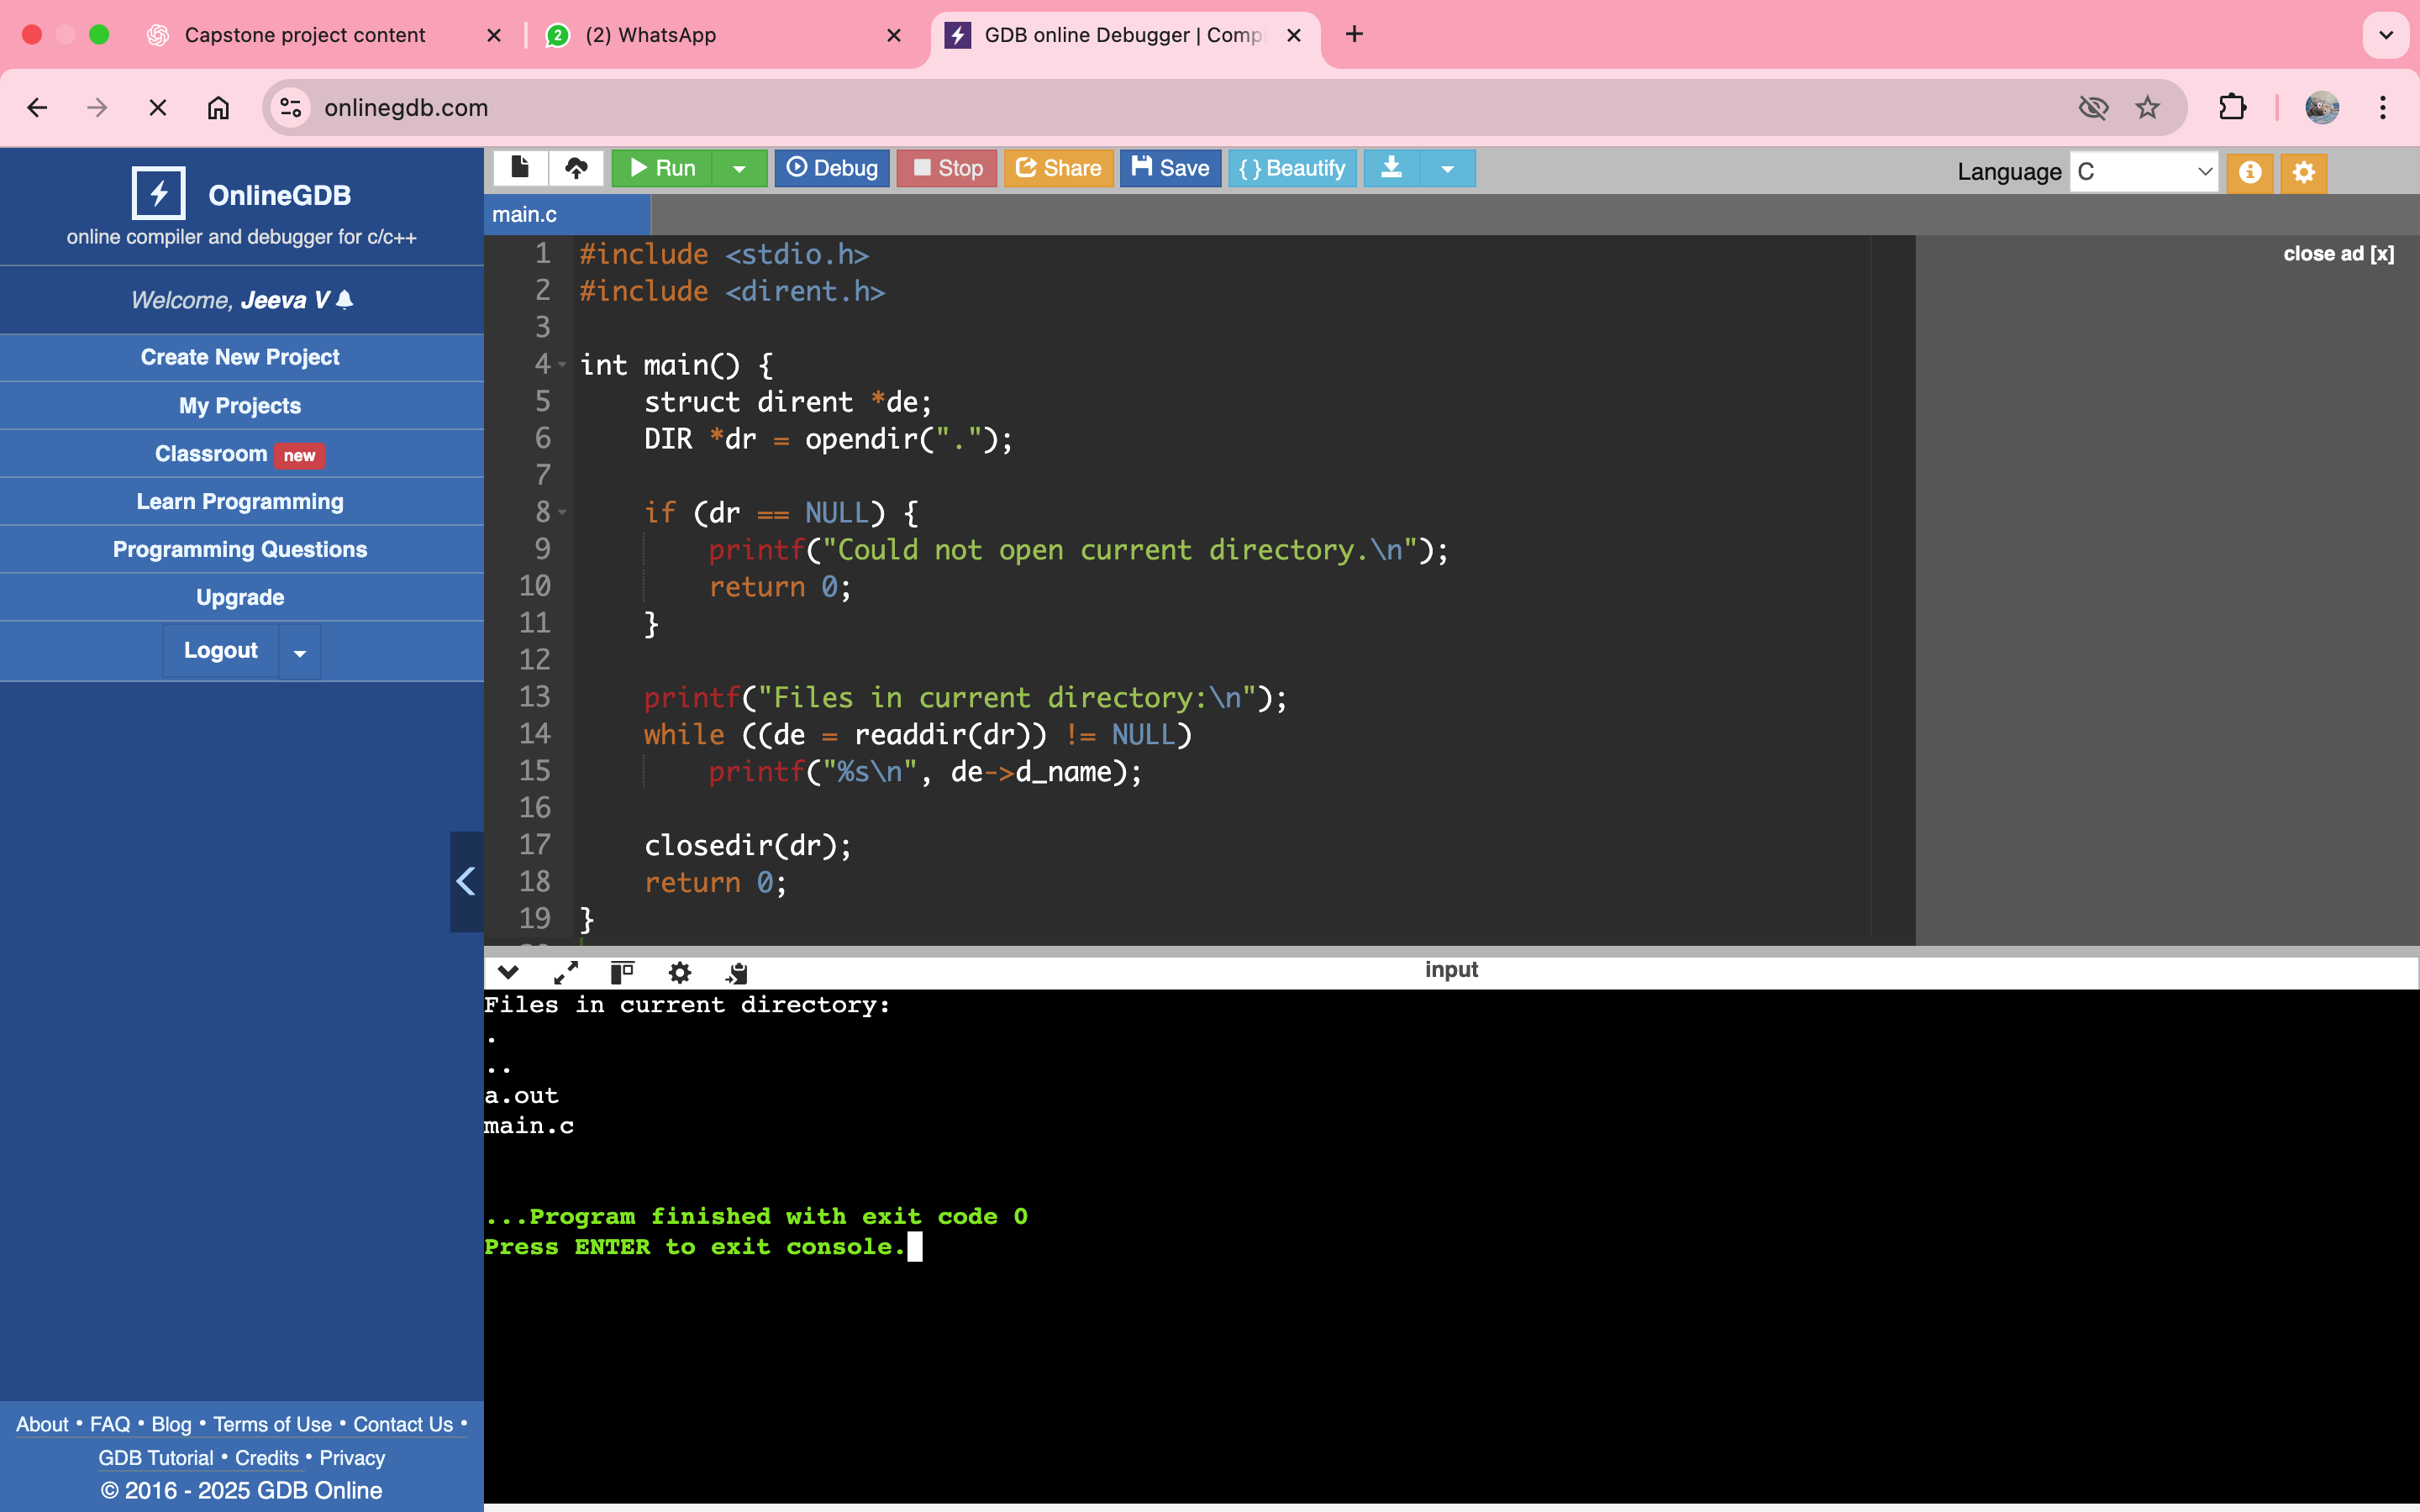 Capstone project content
2
(2) WhatsApp
GDB online Debugger | Comp
onlinegdb.com
OnlineGDB
online compiler and debugger for c/c++
Welcome, Jeeva V
Create New Project
My Projects
Classroom new
Learn Programming
Programming Questions
Upgrade
Logout
Run
Debug
Stop
Share
Save
{ } Beautify
Language C
main.c
close ad [x]
1 #include <stdio.h>
2 #include <dirent.h>
3
4 int main() {
5     struct dirent *de;
6     DIR *dr = opendir(".");
7
8     if (dr == NULL) {
9         printf("Could not open current directory.\n");
10         return 0;
11     }
12
13     printf("Files in current directory:\n");
14     while ((de = readdir(dr)) != NULL)
15         printf("%s\n", de->d_name);
16
17     closedir(dr);
18     return 0;
19 }
input
Files in current directory:
.
..
a.out
main.c
...Program finished with exit code 0
Press ENTER to exit console.
About • FAQ • Blog • Terms of Use • Contact Us •
GDB Tutorial • Credits • Privacy
© 2016 - 2025 GDB Online